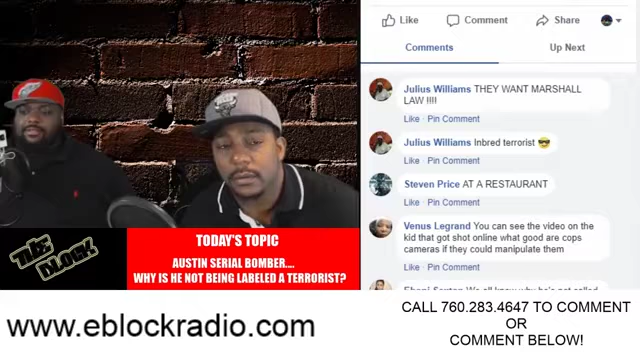 Like Comment Share
Comments Up Next
Julius Williams THEY WANT MARSHALL
LAW !!!!
Like · Pin Comment
Julius Williams Inbred terrorist 😎
Like · Pin Comment
Steven Price AT A RESTAURANT
Like · Pin Comment
Venus Legrand You can see the video on the
kid that got shot online what good are cops
cameras if they could manipulate them
Like · Pin Comment
THE BLOCK
TODAY'S TOPIC
AUSTIN SERIAL BOMBER....
WHY IS HE NOT BEING LABELED A TERRORIST?
www.eblockradio.com
CALL 760.283.4647 TO COMMENT
OR
COMMENT BELOW!